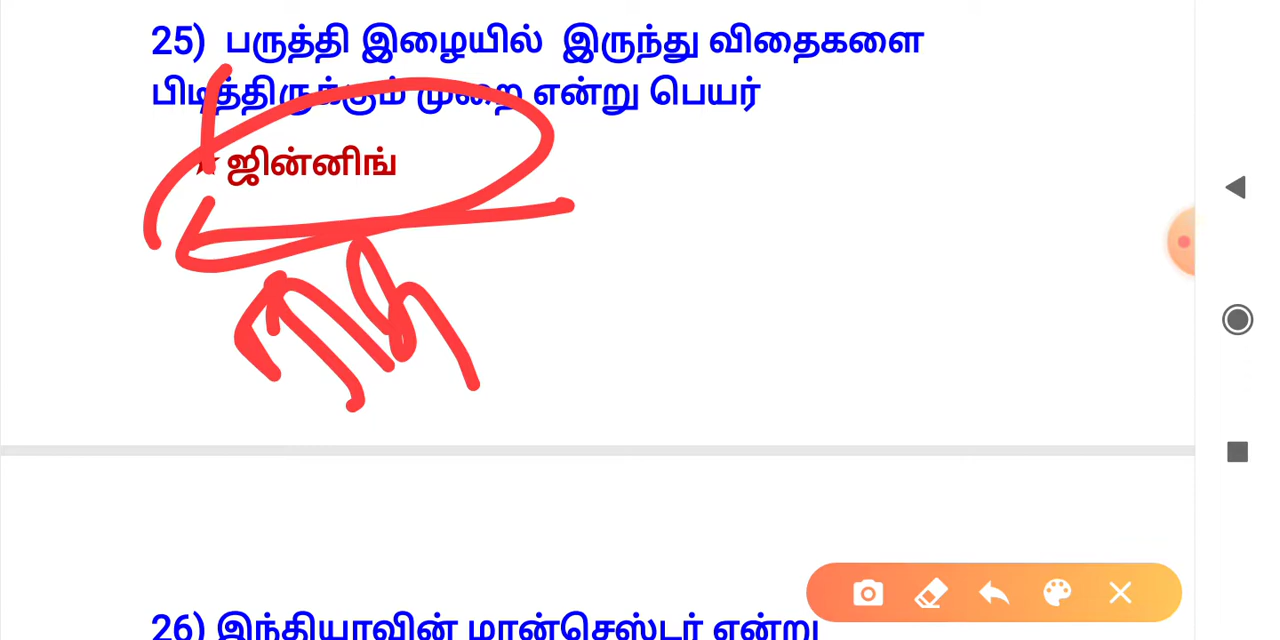 25) பருத்தி இழையில் இருந்து விதைகளை
பிடித்திருக்கும் முறை என்று பெயர்
★ ஜின்னிங்
26) இந்தியாவின் மான்செஸ்டர் என்று